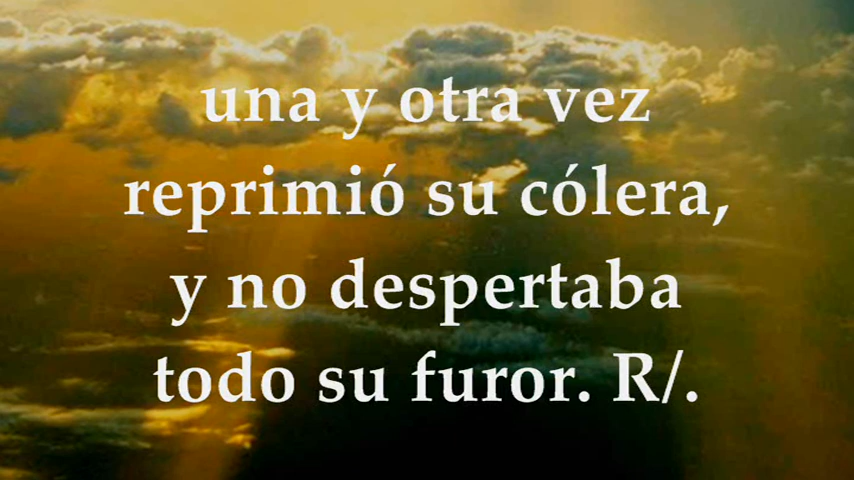 una y otra vez
reprimió su cólera,
y no despertaba
todo su furor. R/.